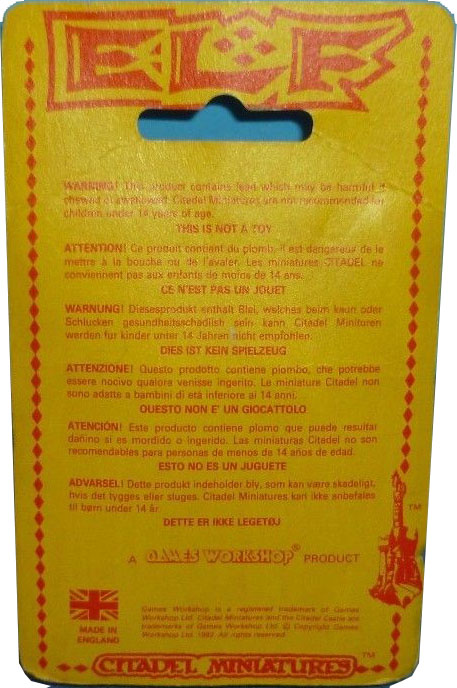 ELF
WARNING! This product contains lead which may be harmful if
chewed or swallowed. Citadel Miniatures are not recommended for
children under 14 years of age.
THIS IS NOT A TOY
ATTENTION! Ce produit contient du plomb, il est dangereux de le
mettre à la bouche ou de l'avaler. Les miniatures CITADEL ne
conviennent pas aux enfants de moins de 14 ans.
CE N'EST PAS UN JOUET
WARNUNG! Diesesprodukt enthält Blei, welches beim kauen oder
Schlucken gesundheitsschadlish sein kann Citadel Minituren
werden fur kinder unter 14 Jahren nicht empfohlen.
DIES IST KEIN SPIELZEUG
ATTENZIONE! Questo prodotto contiene piombo, che potrebbe
essere nocivo qualore venisse ingerito. Le miniature Citadel non
sono adatte a bambini di età inferiore ai 14 anni.
QUESTO NON E' UN GIOCATTOLO
ATENCIÓN! Este producto contiene plomo que puede resultar
dañino si es mordido o ingerido. Las miniaturas Citadel no son
recomendables para personas de menos de 14 años de edad.
ESTO NO ES UN JUGUETE
ADVARSEL! Dette produkt indeholder bly, som kan være skadeligt,
hvis det tygges eller sluges. Citadel Miniatures kan ikke anbefales
til børn under 14 år.
DETTE ER IKKE LEGETØJ
TM
A GAMES WORKSHOP® PRODUCT
MADE IN
ENGLAND
Games Workshop is a registered trademark of Games
Workshop Ltd. Citadel Miniatures and the Citadel Castle are
trademarks of Games Workshop Ltd. © Copyright Games
Workshop Ltd. All rights reserved.
CITADEL MINIATURES TM